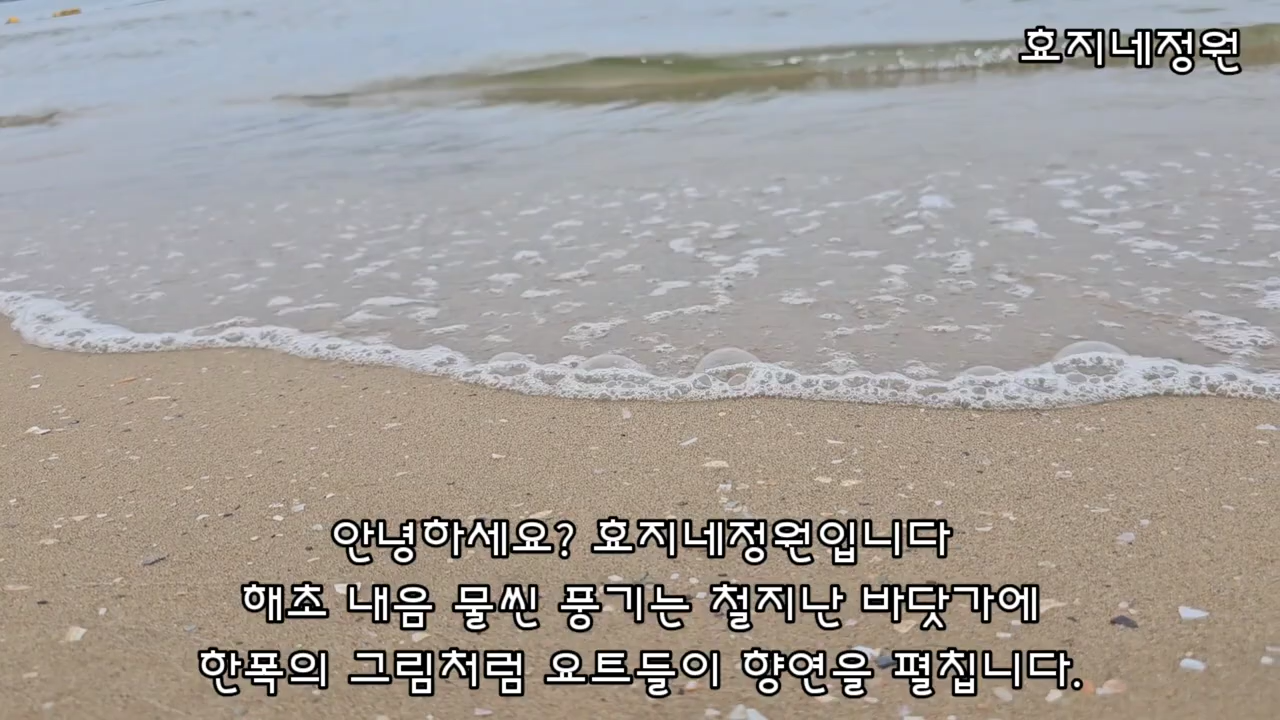 효지네정원
안녕하세요? 효지네정원입니다
해초 내음 물씬 풍기는 철지난 바닷가에
한폭의 그림처럼 요트들이 향연을 펼칩니다.